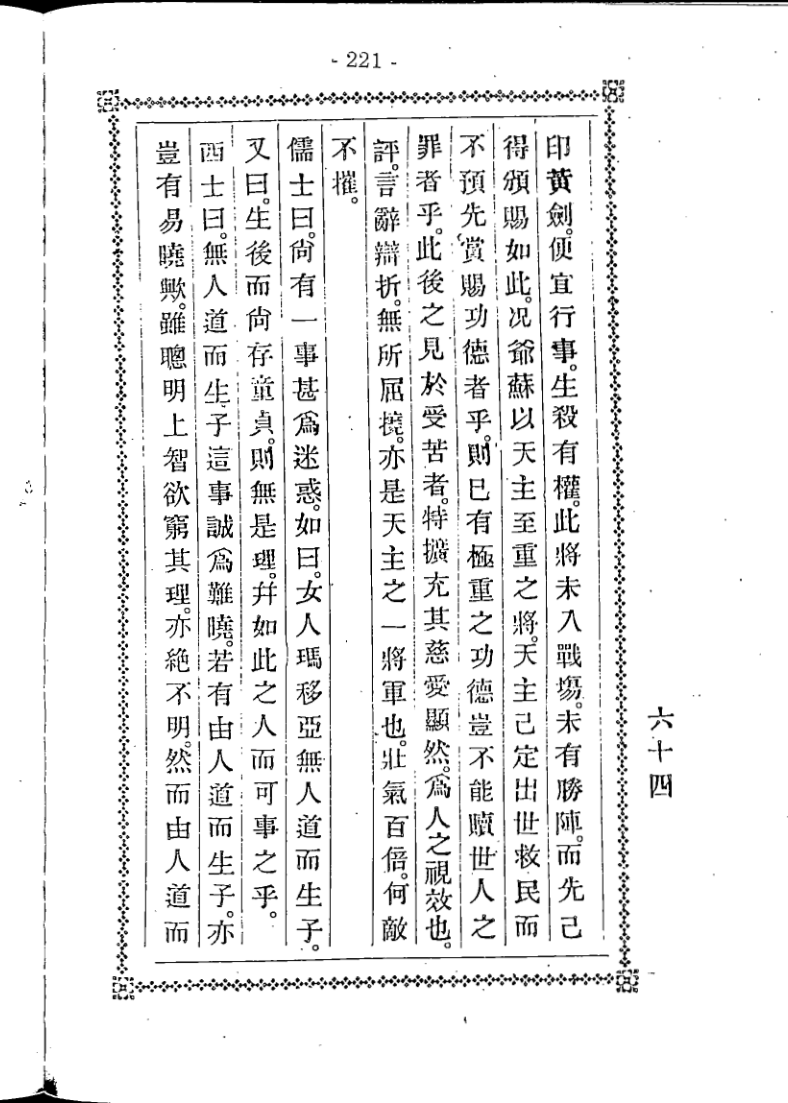 - 221 -
六十四
印黃劍。便宜行事。生殺有權。此將未入戰塲。未有勝陣。而先己
得頒賜如此。况爺蘇以天主至重之將。天主己定出世救民而
不預先賞賜功德者乎。則已有極重之功德豈不能贖世人之
罪者乎。此後之見於受苦者。特擴充其慈愛顯然。爲人之視效也。
評。言辭辯折。無所屈撓。亦是天主之一將軍也。壯氣百倍。何敵
不摧。
儒士曰。尙有一事甚爲迷惑。如曰。女人瑪移亞無人道而生子。
又曰。生後而尙存童貞。則無是理。幷如此之人而可事之乎。
西士曰。無人道而生子這事誠爲難曉。若有由人道而生子。亦
豈有易曉歟。雖聰明上智欲窮其理。亦絕不明。然而由人道而